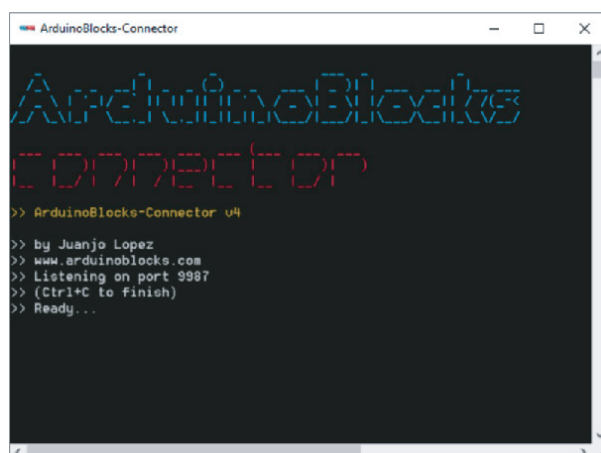 ArduinoBlocks-Connector
ArduinoBlocks
connector
>> ArduinoBlocks-Connector v4
>> by Juanjo Lopez
>> www.arduinoblocks.com
>> Listening on port 9987
>> (Ctrl+C to finish)
>> Ready...